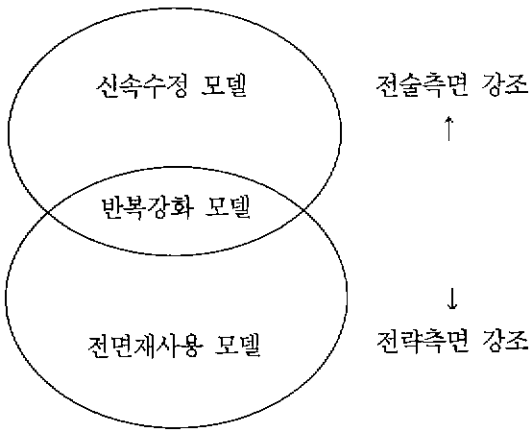 신속수정 모델
전술측면 강조
↑
반복강화 모델
↓
전면재사용 모델
전략측면 강조